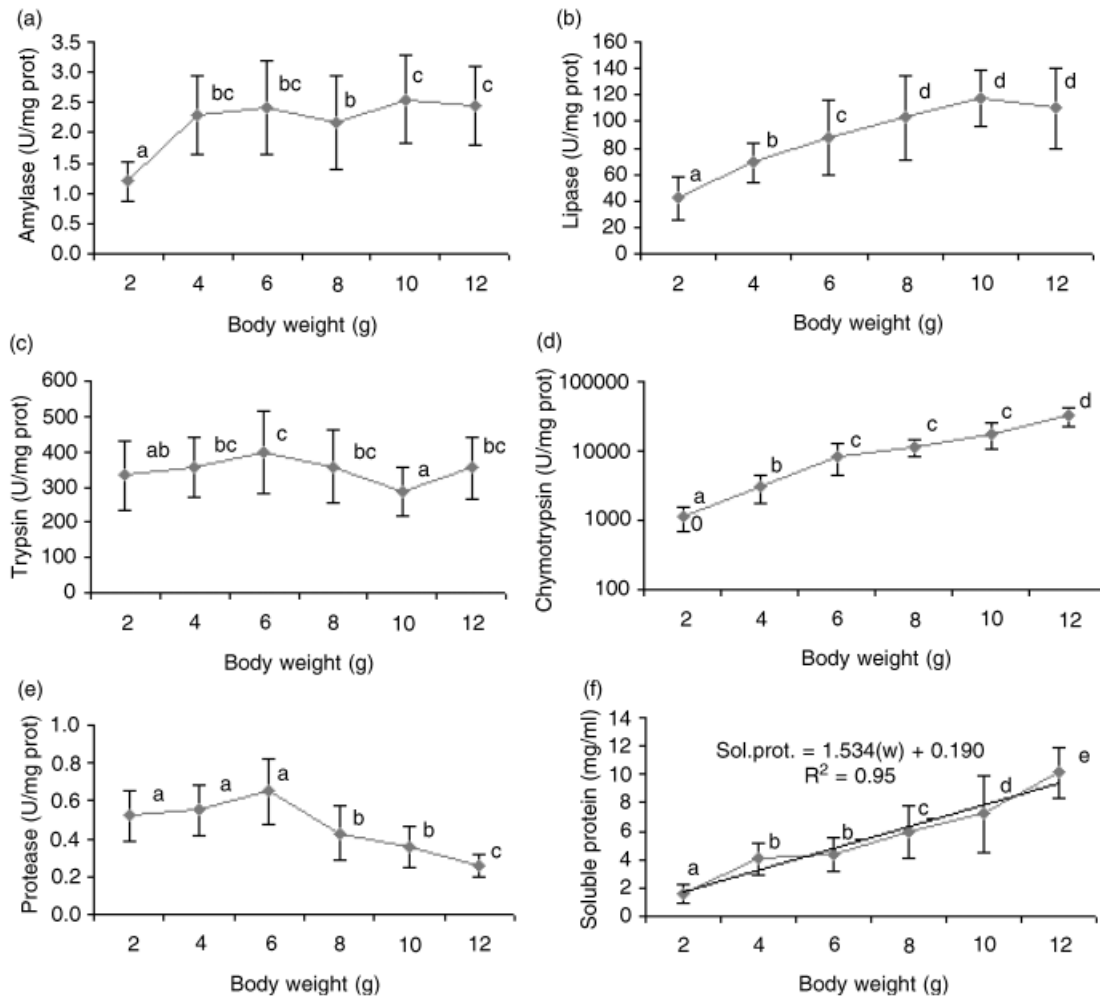 (a)
Amylase (U/mg prot)
3.5
3.0
2.5
2.0
1.5
1.0
0.5
0.0
a
bc
bc
b
c
c
2 4 6 8 10 12
Body weight (g)
(b)
Lipase (U/mg prot)
160
140
120
100
80
60
40
20
0
a
b
c
d
d
d
2 4 6 8 10 12
Body weight (g)
(c)
Trypsin (U/mg prot)
600
500
400
300
200
100
0
ab
bc
c
bc
a
bc
2 4 6 8 10 12
Body weight (g)
(d)
Chymotrypsin (U/mg prot)
100000
10000
1000
100
a
0
b
c
c
c
d
2 4 6 8 10 12
Body weight (g)
(e)
Protease (U/mg prot)
1.0
0.8
0.6
0.4
0.2
0.0
a
a
a
b
b
c
2 4 6 8 10 12
Body weight (g)
(f)
Soluble protein (mg/ml)
14
12
10
8
6
4
2
0
Sol.prot. = 1.534(w) + 0.190
R² = 0.95
a
b
b
c
d
e
2 4 6 8 10 12
Body weight (g)